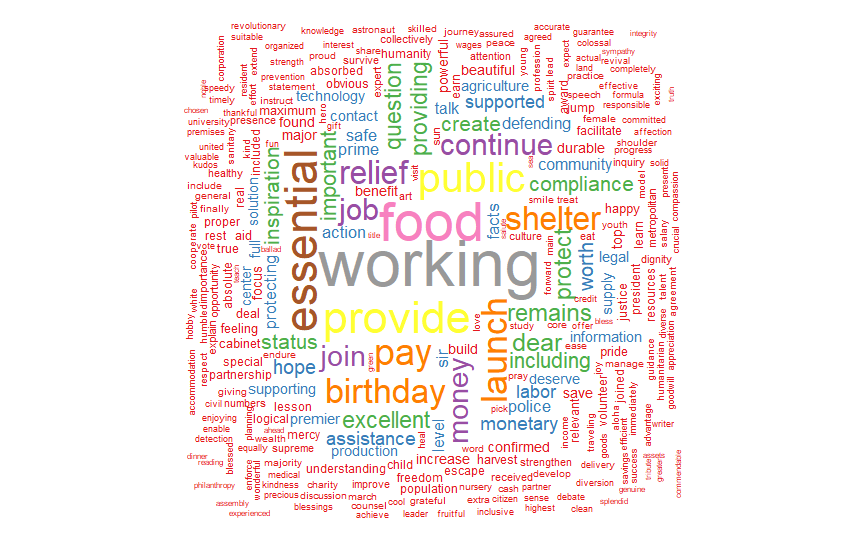 revolutionary
knowledge
astronaut
skilled
journey
assured
accurate
guarantee
integrity
suitable
collectively
wages
peace
agreed
colossal
corporation
organized
interest
share
humanity
powerful
attention
young
profession
expect
actual
sympathy
revival
strength
proud
survive
expert
earn
beautiful
spirit
lead
land
completely
resident
effort
extend
prevention
absorbed
obvious
question
providing
agriculture
award
practice
effective
exciting
truth
speedy
statement
technology
supported
speech
formula
chosen
timely
thankful
instruct
maximum
hero
contact
talk
jump
responsible
university
presence
found
gift
safe
sun
create
defending
female
committed
premises
sanitary
major
prime
continue
durable
facilitate
affection
united
kind
included
fun
important
relief
visit
sea
community
inquiry
shoulder
valuable
progress
kudos
healthy
solution
inspiration
essential
benefit
art
public
compliance
model
solid
present
include
real
job
food
facts
smile
treat
happy
metropolitan
compassion
general
finally
pilot
proper
full
action
title
shelter
culture
eat
youth
learn
salary
crucial
cooperate
vote
rest
aid
true
ballad
center
protecting
working
forward
main
protect
worth
legal
top
dignity
white
importance
absolute
focus
credit
supply
justice
president
resources
talent
agreement
hobby
humbled
explain
opportunity
deal
provide
launch
remains
bless
diverse
feeling
status
love
study
core
offer
information
cabinet
join
pay
sir
build
dear
ease
pride
guidance
humanitarian
appreciation
respect
special
endure
green
including
joy
manage
goodwill
accommodation
partnership
hope
pray
deserve
joined
giving
supporting
birthday
money
labor
save
volunteer
alpha
civil
numbers
pick
police
relevant
advantage
enjoying
lesson
premier
excellent
level
monetary
traveling
immediately
writer
enable
logical
planning
assistance
income
goods
efficient
detection
ahead
wealth
mercy
production
heal
word
confirmed
savings
success
assets
greatest
dinner
equally
supreme
understanding
child
increase
harvest
strengthen
delivery
tribute
commendable
reading
blessed
majority
escape
develop
genuine
philanthropy
enforce
wonderful
medical
kindness
charity
improve
freedom
population
nursery
received
cash
partner
diversion
precious
discussion
march
cool
grateful
extra
citizen
sense
debate
splendid
assembly
blessings
counsel
experienced
achieve
leader
fruitful
inclusive
highest
clean